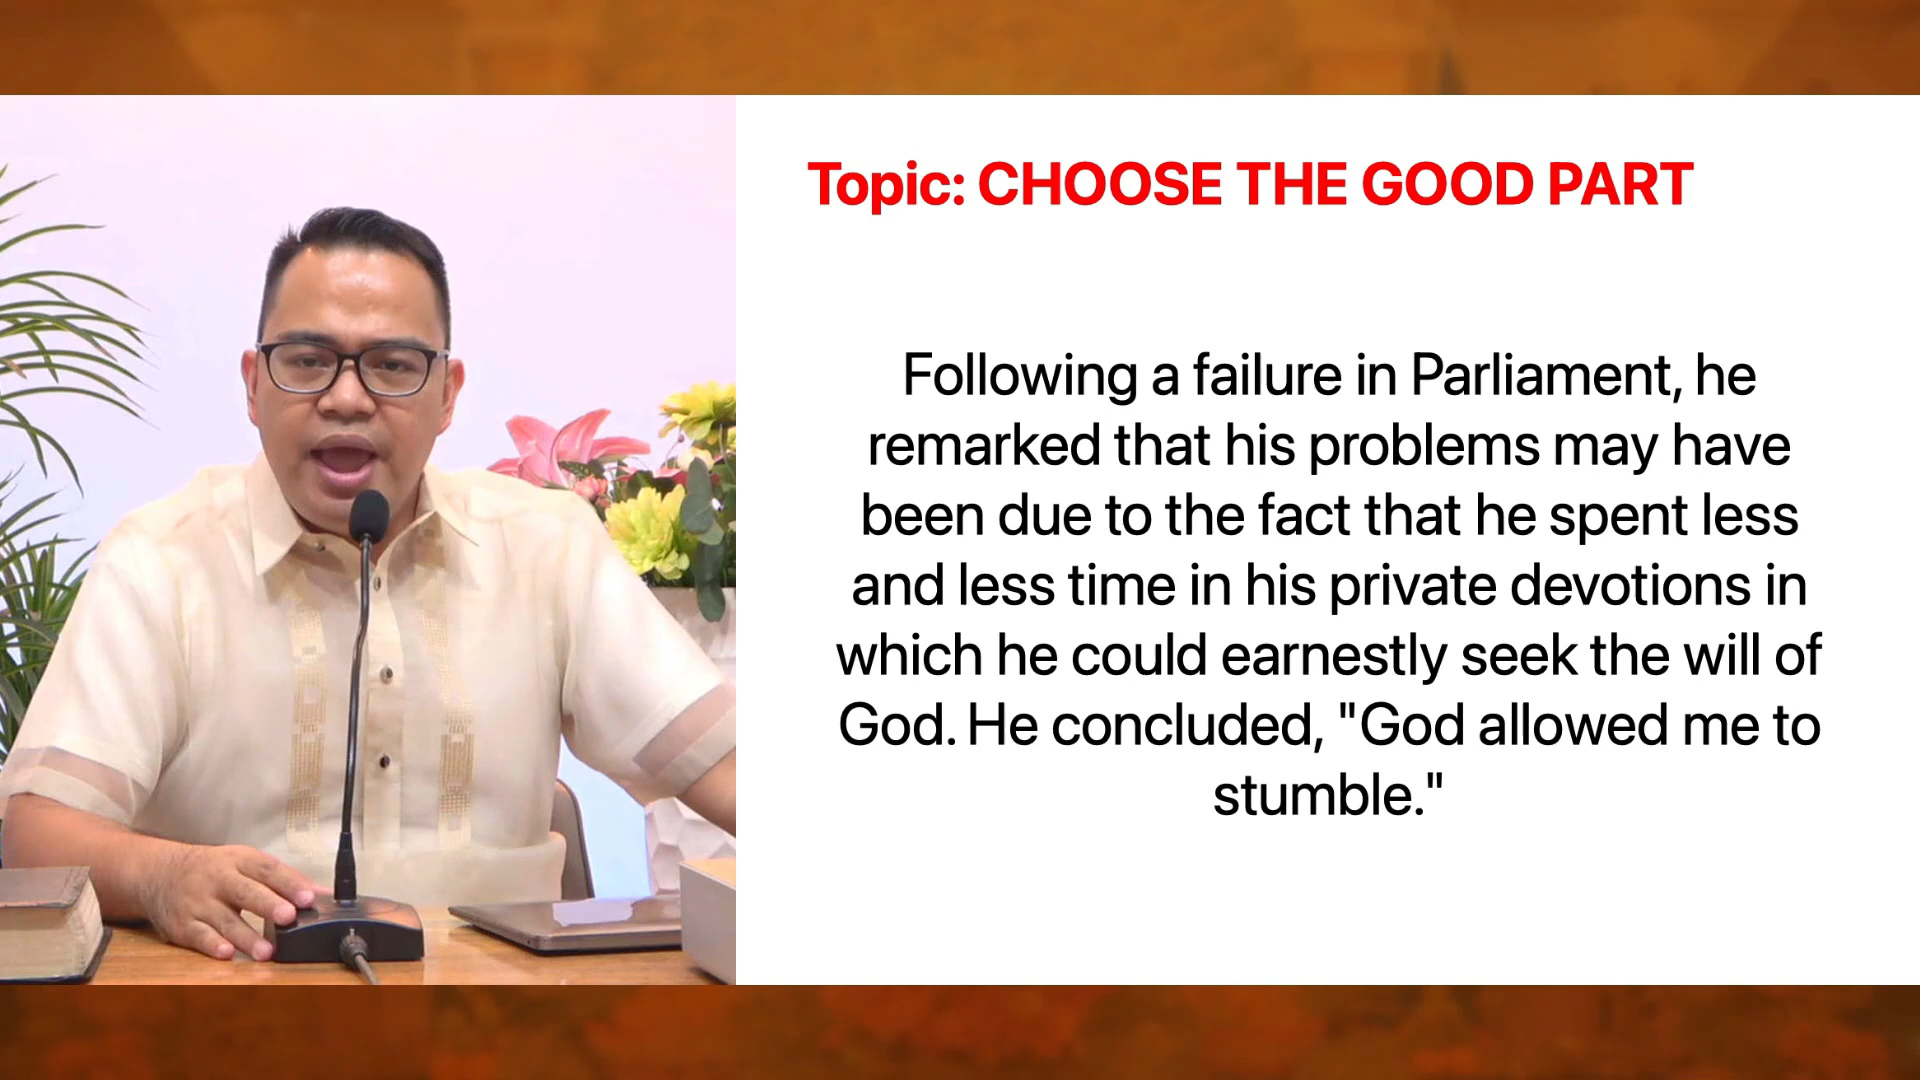 Topic: CHOOSE THE GOOD PART
Following a failure in Parliament, he
remarked that his problems may have
been due to the fact that he spent less
and less time in his private devotions in
which he could earnestly seek the will of
God. He concluded, "God allowed me to
stumble."